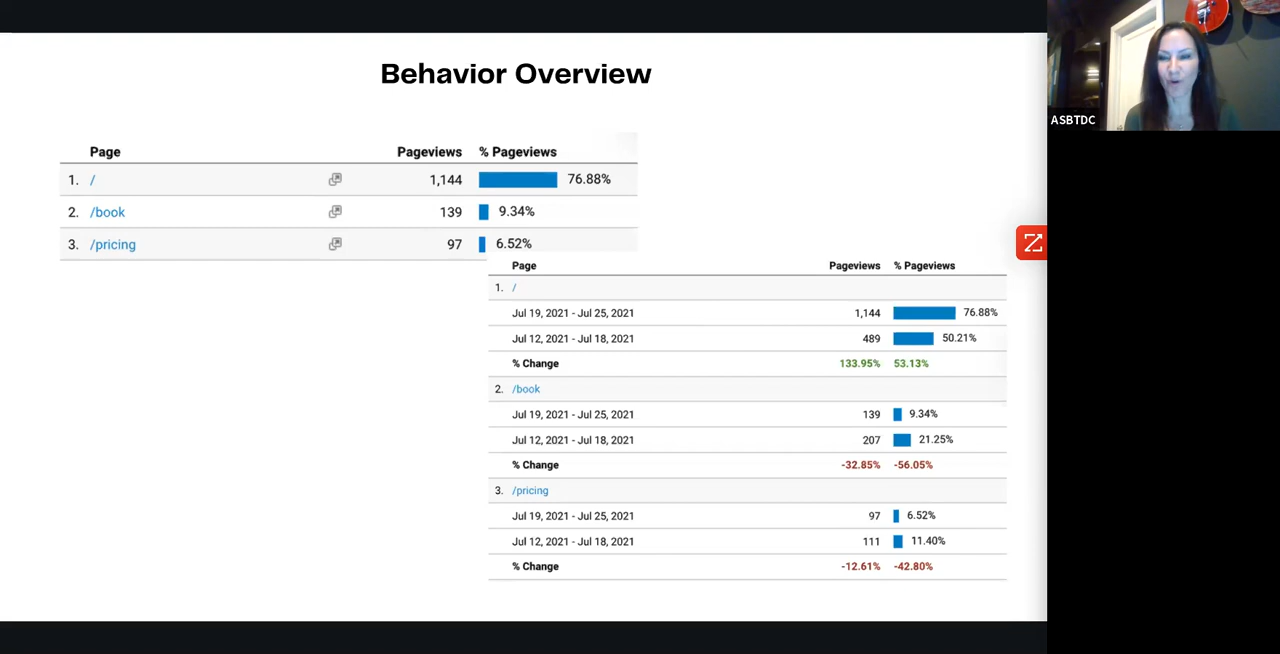 Behavior Overview
Page Pageviews % Pageviews
1. / 1,144 76.88%
2. /book 139 9.34%
3. /pricing 97 6.52%
Page Pageviews % Pageviews
1. /
Jul 19, 2021 - Jul 25, 2021 1,144 76.88%
Jul 12, 2021 - Jul 18, 2021 489 50.21%
% Change 133.95% 53.13%
2. /book
Jul 19, 2021 - Jul 25, 2021 139 9.34%
Jul 12, 2021 - Jul 18, 2021 207 21.25%
% Change -32.85% -56.05%
3. /pricing
Jul 19, 2021 - Jul 25, 2021 97 6.52%
Jul 12, 2021 - Jul 18, 2021 111 11.40%
% Change -12.61% -42.80%
ASBTDC